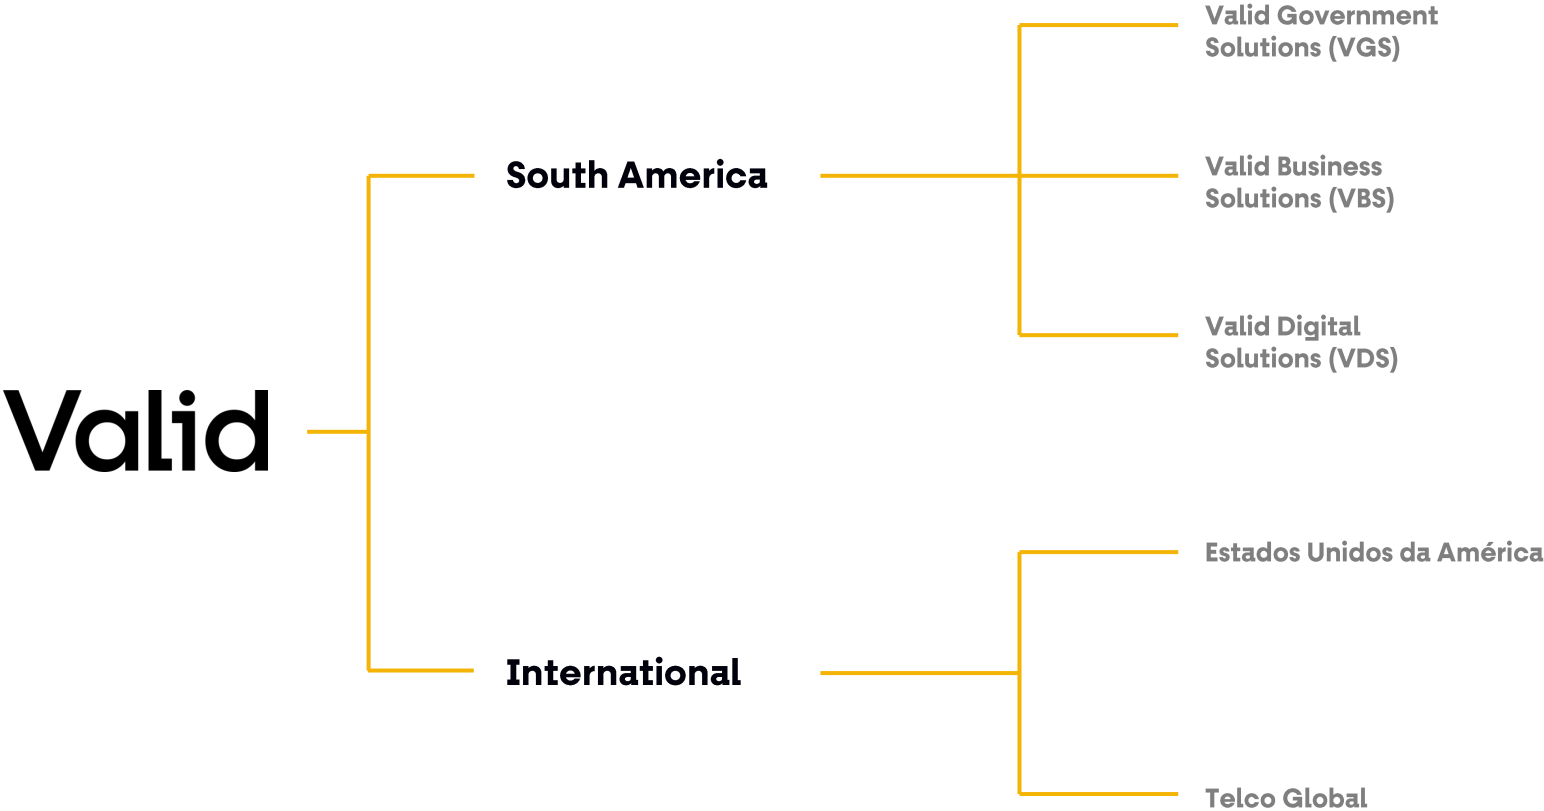 Valid
South America
Valid Government
Solutions (VGS)
Valid Business
Solutions (VBS)
Valid Digital
Solutions (VDS)
International
Estados Unidos da América
Telco Global